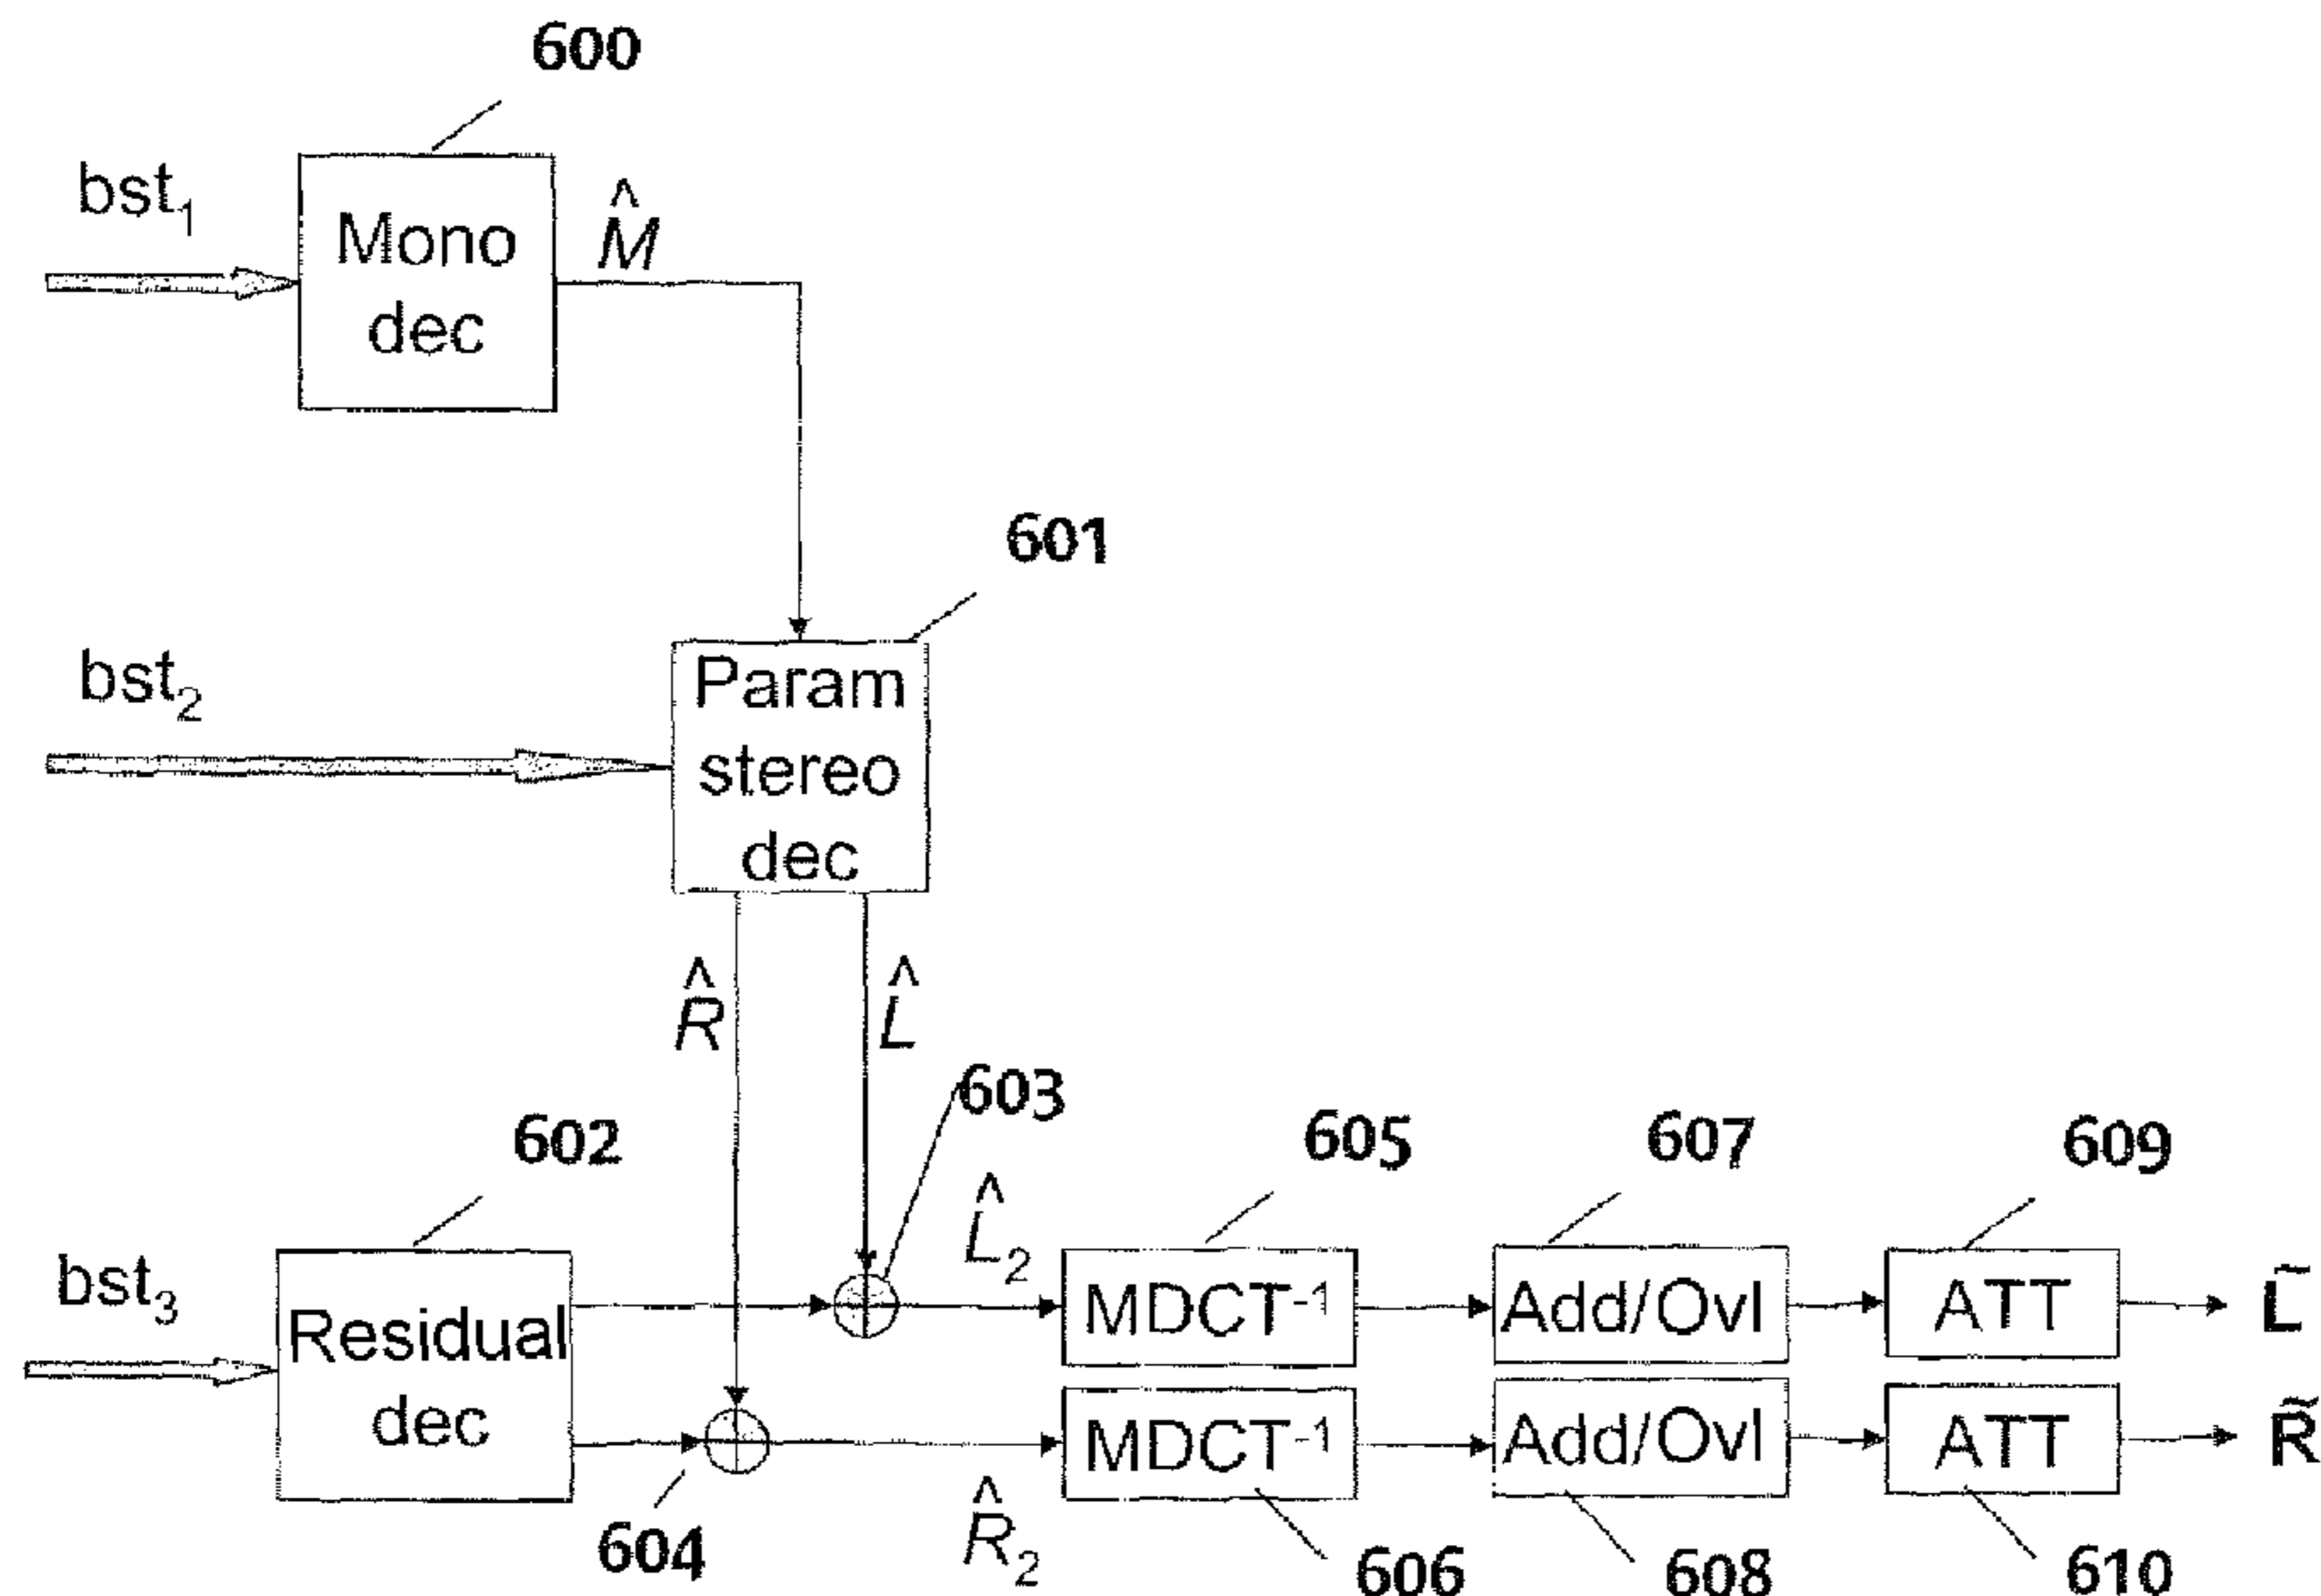 600
bst₁
Mono
dec
M̂
601
bst₂
Param
stereo
dec
R̂
L̂
603
602
605
607
609
bst₃
Residual
dec
L̂₂
MDCT⁻¹
Add/Ovl
ATT
L̃
MDCT⁻¹
Add/Ovl
ATT
R̃
604
R̂₂
606
608
610